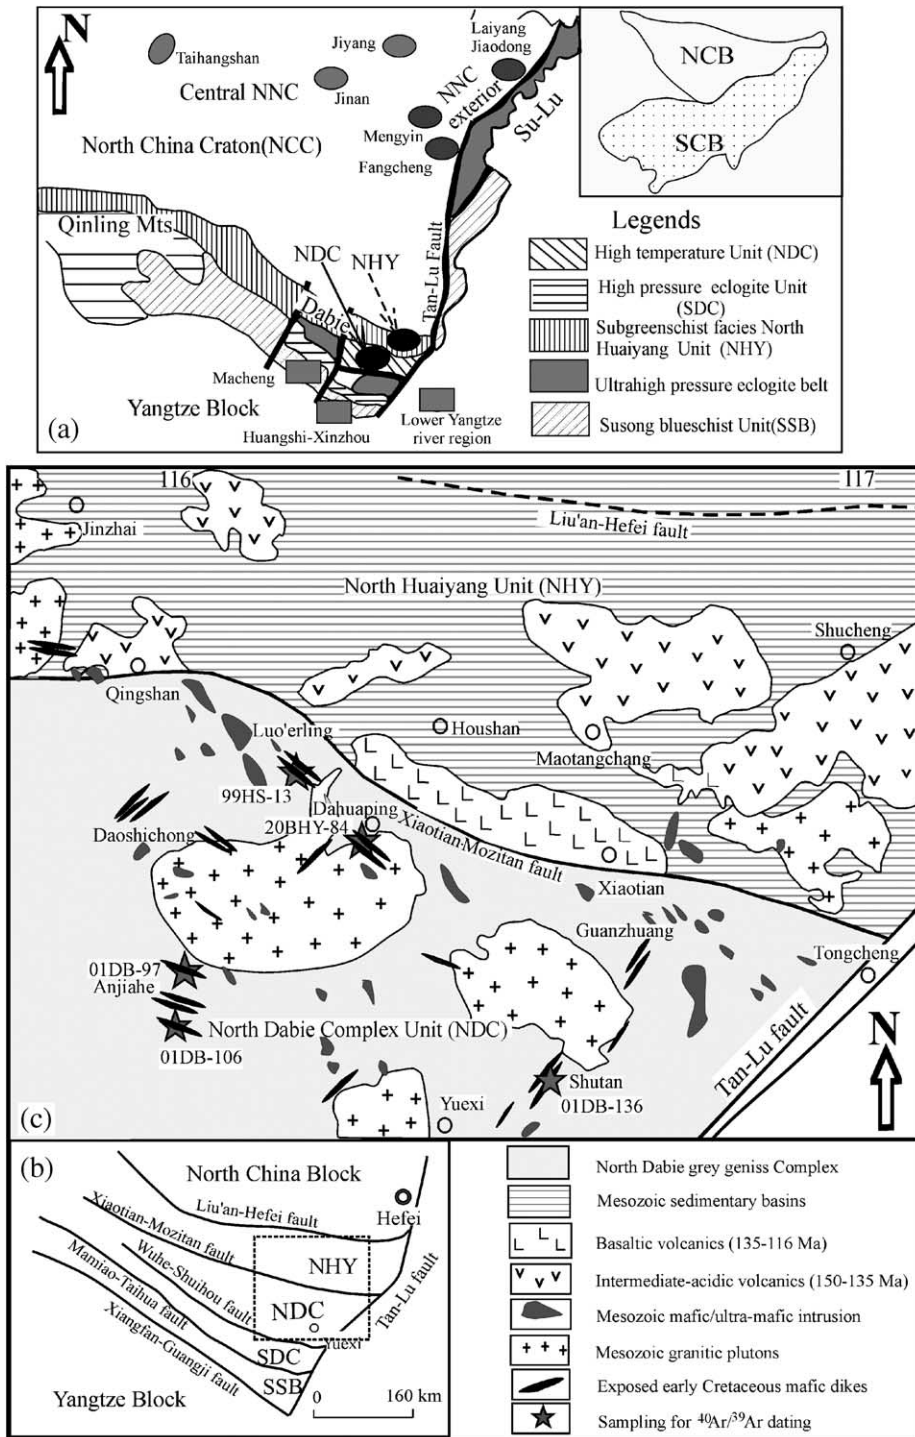 N
Taihangshan
Jiyang
Laiyang
Jiaodong
Central NNC
Jinan
NNC
exterior
Su-Lu
Mengyin
North China Craton(NCC)
Fangcheng
NCB
SCB
Qinling Mts
NDC
NHY
Tan-Lu Fault
Dabie
Macheng
Yangtze Block
Huangshi-Xinzhou
Lower Yangtze
river region
(a)
Legends
High temperature Unit (NDC)
High pressure eclogite Unit
(SDC)
Subgreenschist facies North
Huaiyang Unit (NHY)
Ultrahigh pressure eclogite belt
Susong blueschist Unit(SSB)
116
117
Jinzhai
Liu'an-Hefei fault
North Huaiyang Unit (NHY)
Shucheng
Qingshan
Luo'erling
Houshan
Maotangchang
99HS-13
Dahuaping
20BHY-84
Daoshichong
Xiaotian-Mozitan fault
Xiaotian
Guanzhuang
Tongcheng
01DB-97
Anjiahe
North Dabie Complex Unit (NDC)
01DB-106
Shutan
01DB-136
Yuexi
Tan-Lu fault
N
(c)
(b)
North China Block
Liu'an-Hefei fault
Hefei
Xiaotian-Mozitan fault
Wuhe-Shuihou fault
Mamiao-Taihua fault
Xiangfan-Guangji fault
NHY
NDC
Yuexi
Tan-Lu fault
SDC
SSB
Yangtze Block
0 160 km
North Dabie grey geniss Complex
Mesozoic sedimentary basins
Basaltic volcanics (135-116 Ma)
Intermediate-acidic volcanics (150-135 Ma)
Mesozoic mafic/ultra-mafic intrusion
Mesozoic granitic plutons
Exposed early Cretaceous mafic dikes
Sampling for ⁴⁰Ar/³⁹Ar dating